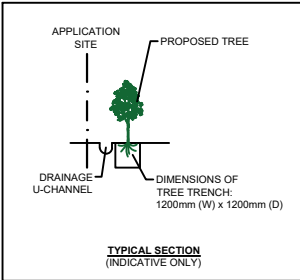 APPLICATION
SITE
PROPOSED TREE
DRAINAGE
U-CHANNEL
DIMENSIONS OF
TREE TRENCH:
1200mm (W) x 1200mm (D)
TYPICAL SECTION
(INDICATIVE ONLY)